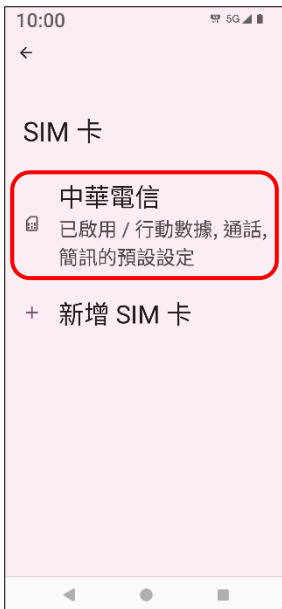 10:00 5G
SIM 卡
中華電信
已啟用 / 行動數據, 通話,
簡訊的預設設定
+ 新增 SIM 卡